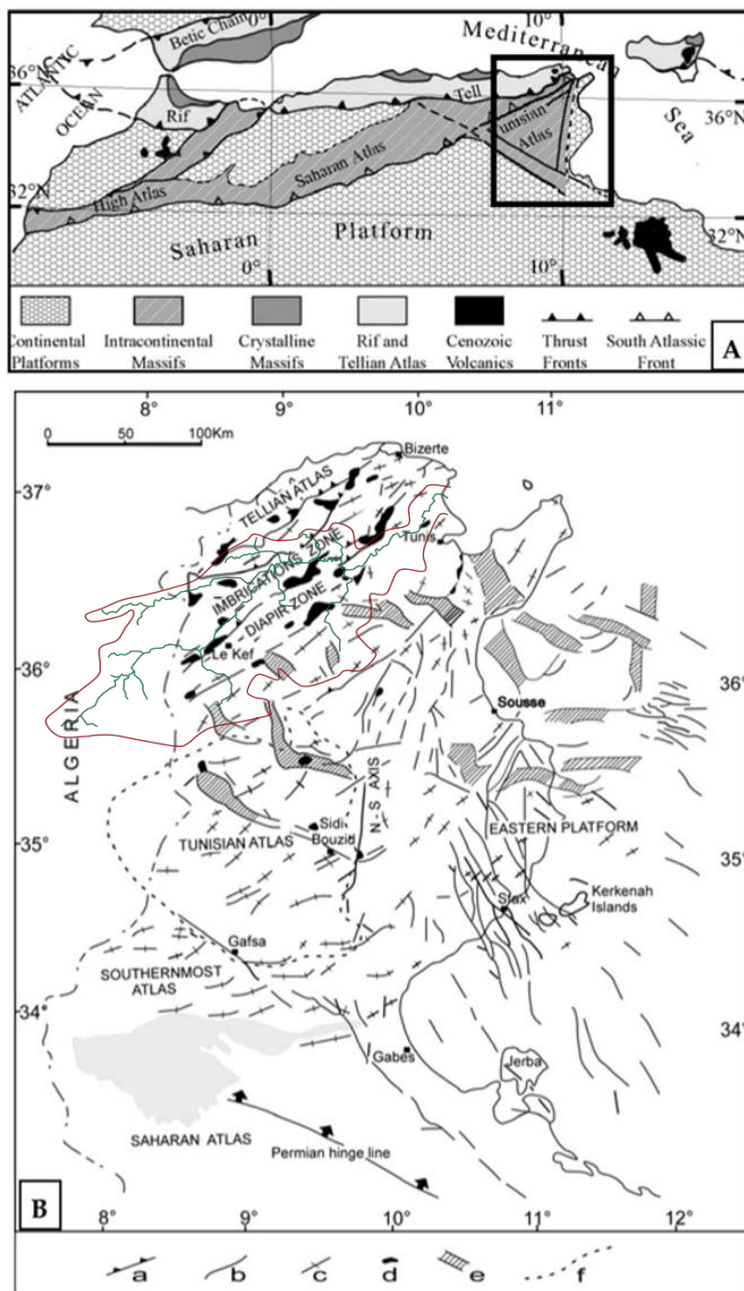 0°
10°
Betic Chain
Mediterranean
Sea
ATLANTIC
OCEAN
36°N
Rif
Tell
Tunisian
Atlas
36°N
Saharan Atlas
High Atlas
32°N
Saharan Platform
32°N
0°
10°
Continental
Platforms
Intracontinental
Massifs
Crystalline
Massifs
Rif and
Tellian Atlas
Cenozoic
Volcanics
Thrust
Fronts
South Atlassic
Front
A
8° 9° 10° 11°
0 50 100Km
Bizerte
37°
TELLIAN ATLAS
Tunis
IMBRICATIONS ZONE
DIAPIR ZONE
36°
Le Kef
36°
ALGERIA
Sousse
N-S AXIS
Sidi
Bouzid
TUNISIAN ATLAS
EASTERN PLATFORM
35°
35°
Sfax
Kerkenah
Islands
Gafsa
SOUTHERNMOST
ATLAS
34°
34°
Gabes
Jerba
SAHARAN ATLAS
Permian hinge line
B
8° 9° 10° 11° 12°
a b c d e f